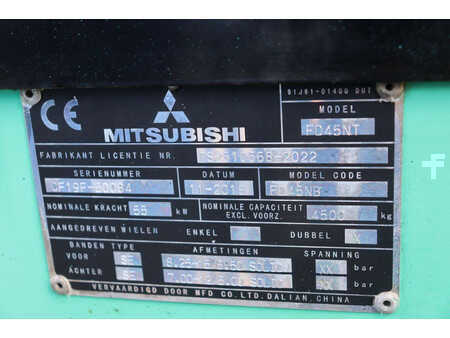 CE
91J61-01400 DUT
MODEL
MITSUBISHI
FD45NT
FABRIKANT LICENTIE NR.
SERIENUMMER
DATUM
MODEL CODE
CF19F-
11-2015
FD45NB
NOMINALE KRACHT 55 kW
NOMINALE CAPACITEIT
EXCL. VOORZ.
4500 kg
AANGEDREVEN WIELEN
ENKEL
DUBBEL X
BANDEN TYPE
AFMETINGEN
SPANNING
VOOR SE
XX bar
ACHTER SE
XX bar
VERVAARDIGD DOOR MFD CO.LTD.DALIAN,CHINA